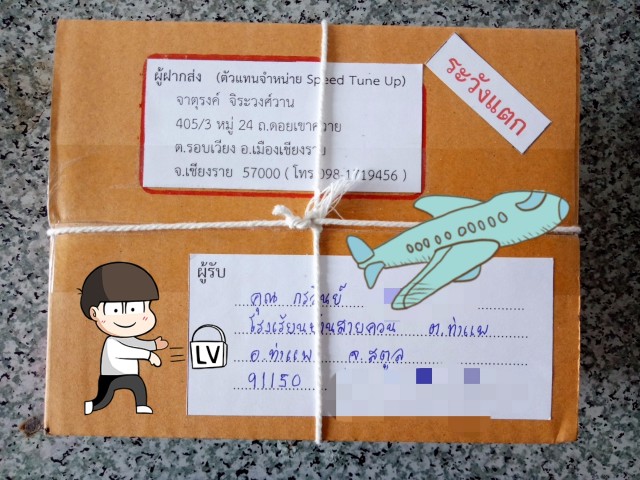 ผู้ฝากส่ง (ตัวแทนจำหน่าย Speed Tune Up)
จาตุรงค์ จิระวงศ์วาน
405/3 หมู่ 24 ถ.ดอยเขาควาย
ต.รอบเวียง อ.เมืองเชียงราย
จ.เชียงราย 57000 ( โทร 098-1719456 )
ระวังแตก
ผู้รับ
คุณ
โรงเรียนบ้านสายควน ต.ท่าแพ
อ.ท่าแพ จ.สตูล
91150
LV